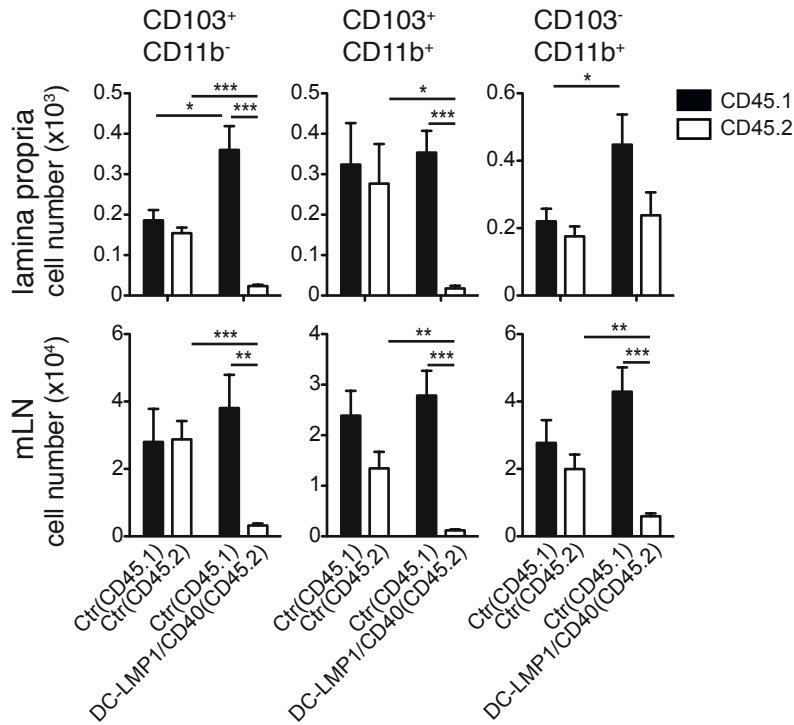 CD103+ CD103+ CD103-
CD11b- CD11b+ CD11b+
CD45.1
CD45.2
lamina propria
cell number (x10³)
0.5
0.4
0.3
0.2
0.1
0
* *** ***
0.5
0.4
0.3
0.2
0.1
0
* ***
0.6
0.4
0.2
0
*
mLN
cell number (x10⁴)
6
4
2
0
*** **
4
3
2
1
0
** ***
6
4
2
0
** ***
Ctr(CD45.1)
Ctr(CD45.2)
Ctr(CD45.1)
DC-LMP1/CD40(CD45.2)
Ctr(CD45.1)
Ctr(CD45.2)
Ctr(CD45.1)
DC-LMP1/CD40(CD45.2)
Ctr(CD45.1)
Ctr(CD45.2)
Ctr(CD45.1)
DC-LMP1/CD40(CD45.2)